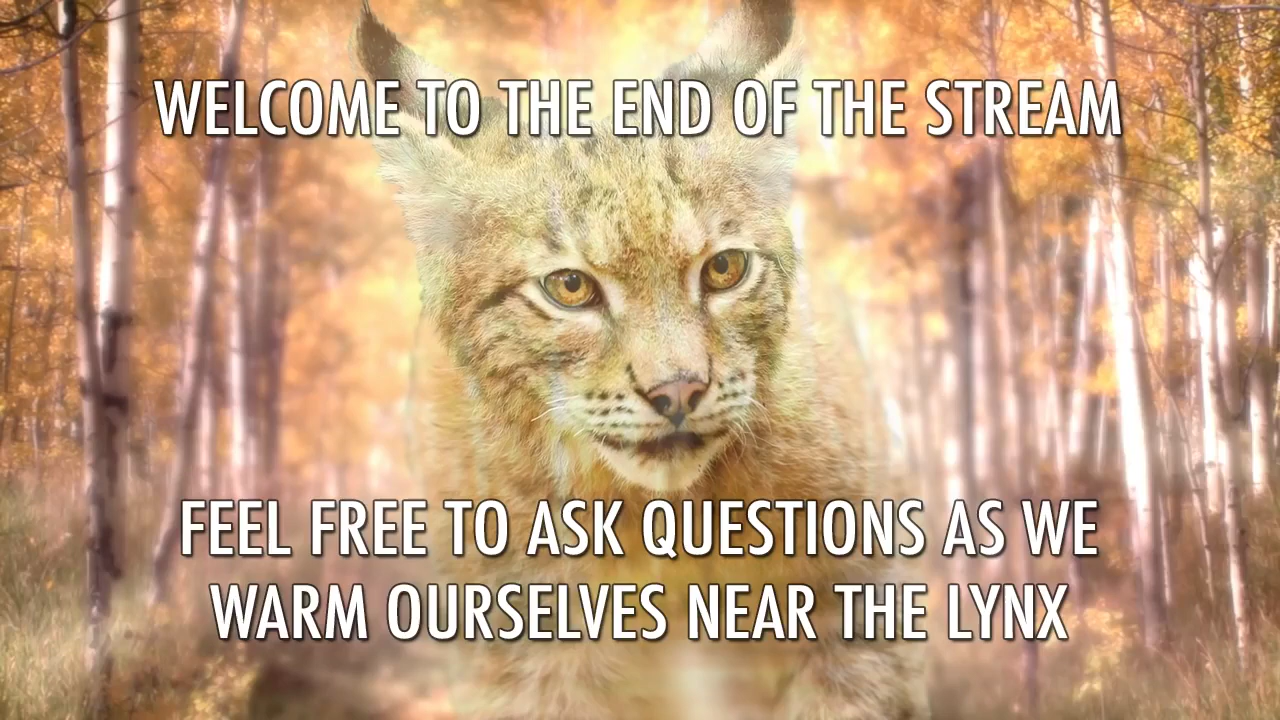 WELCOME TO THE END OF THE STREAM
FEEL FREE TO ASK QUESTIONS AS WE
WARM OURSELVES NEAR THE LYNX